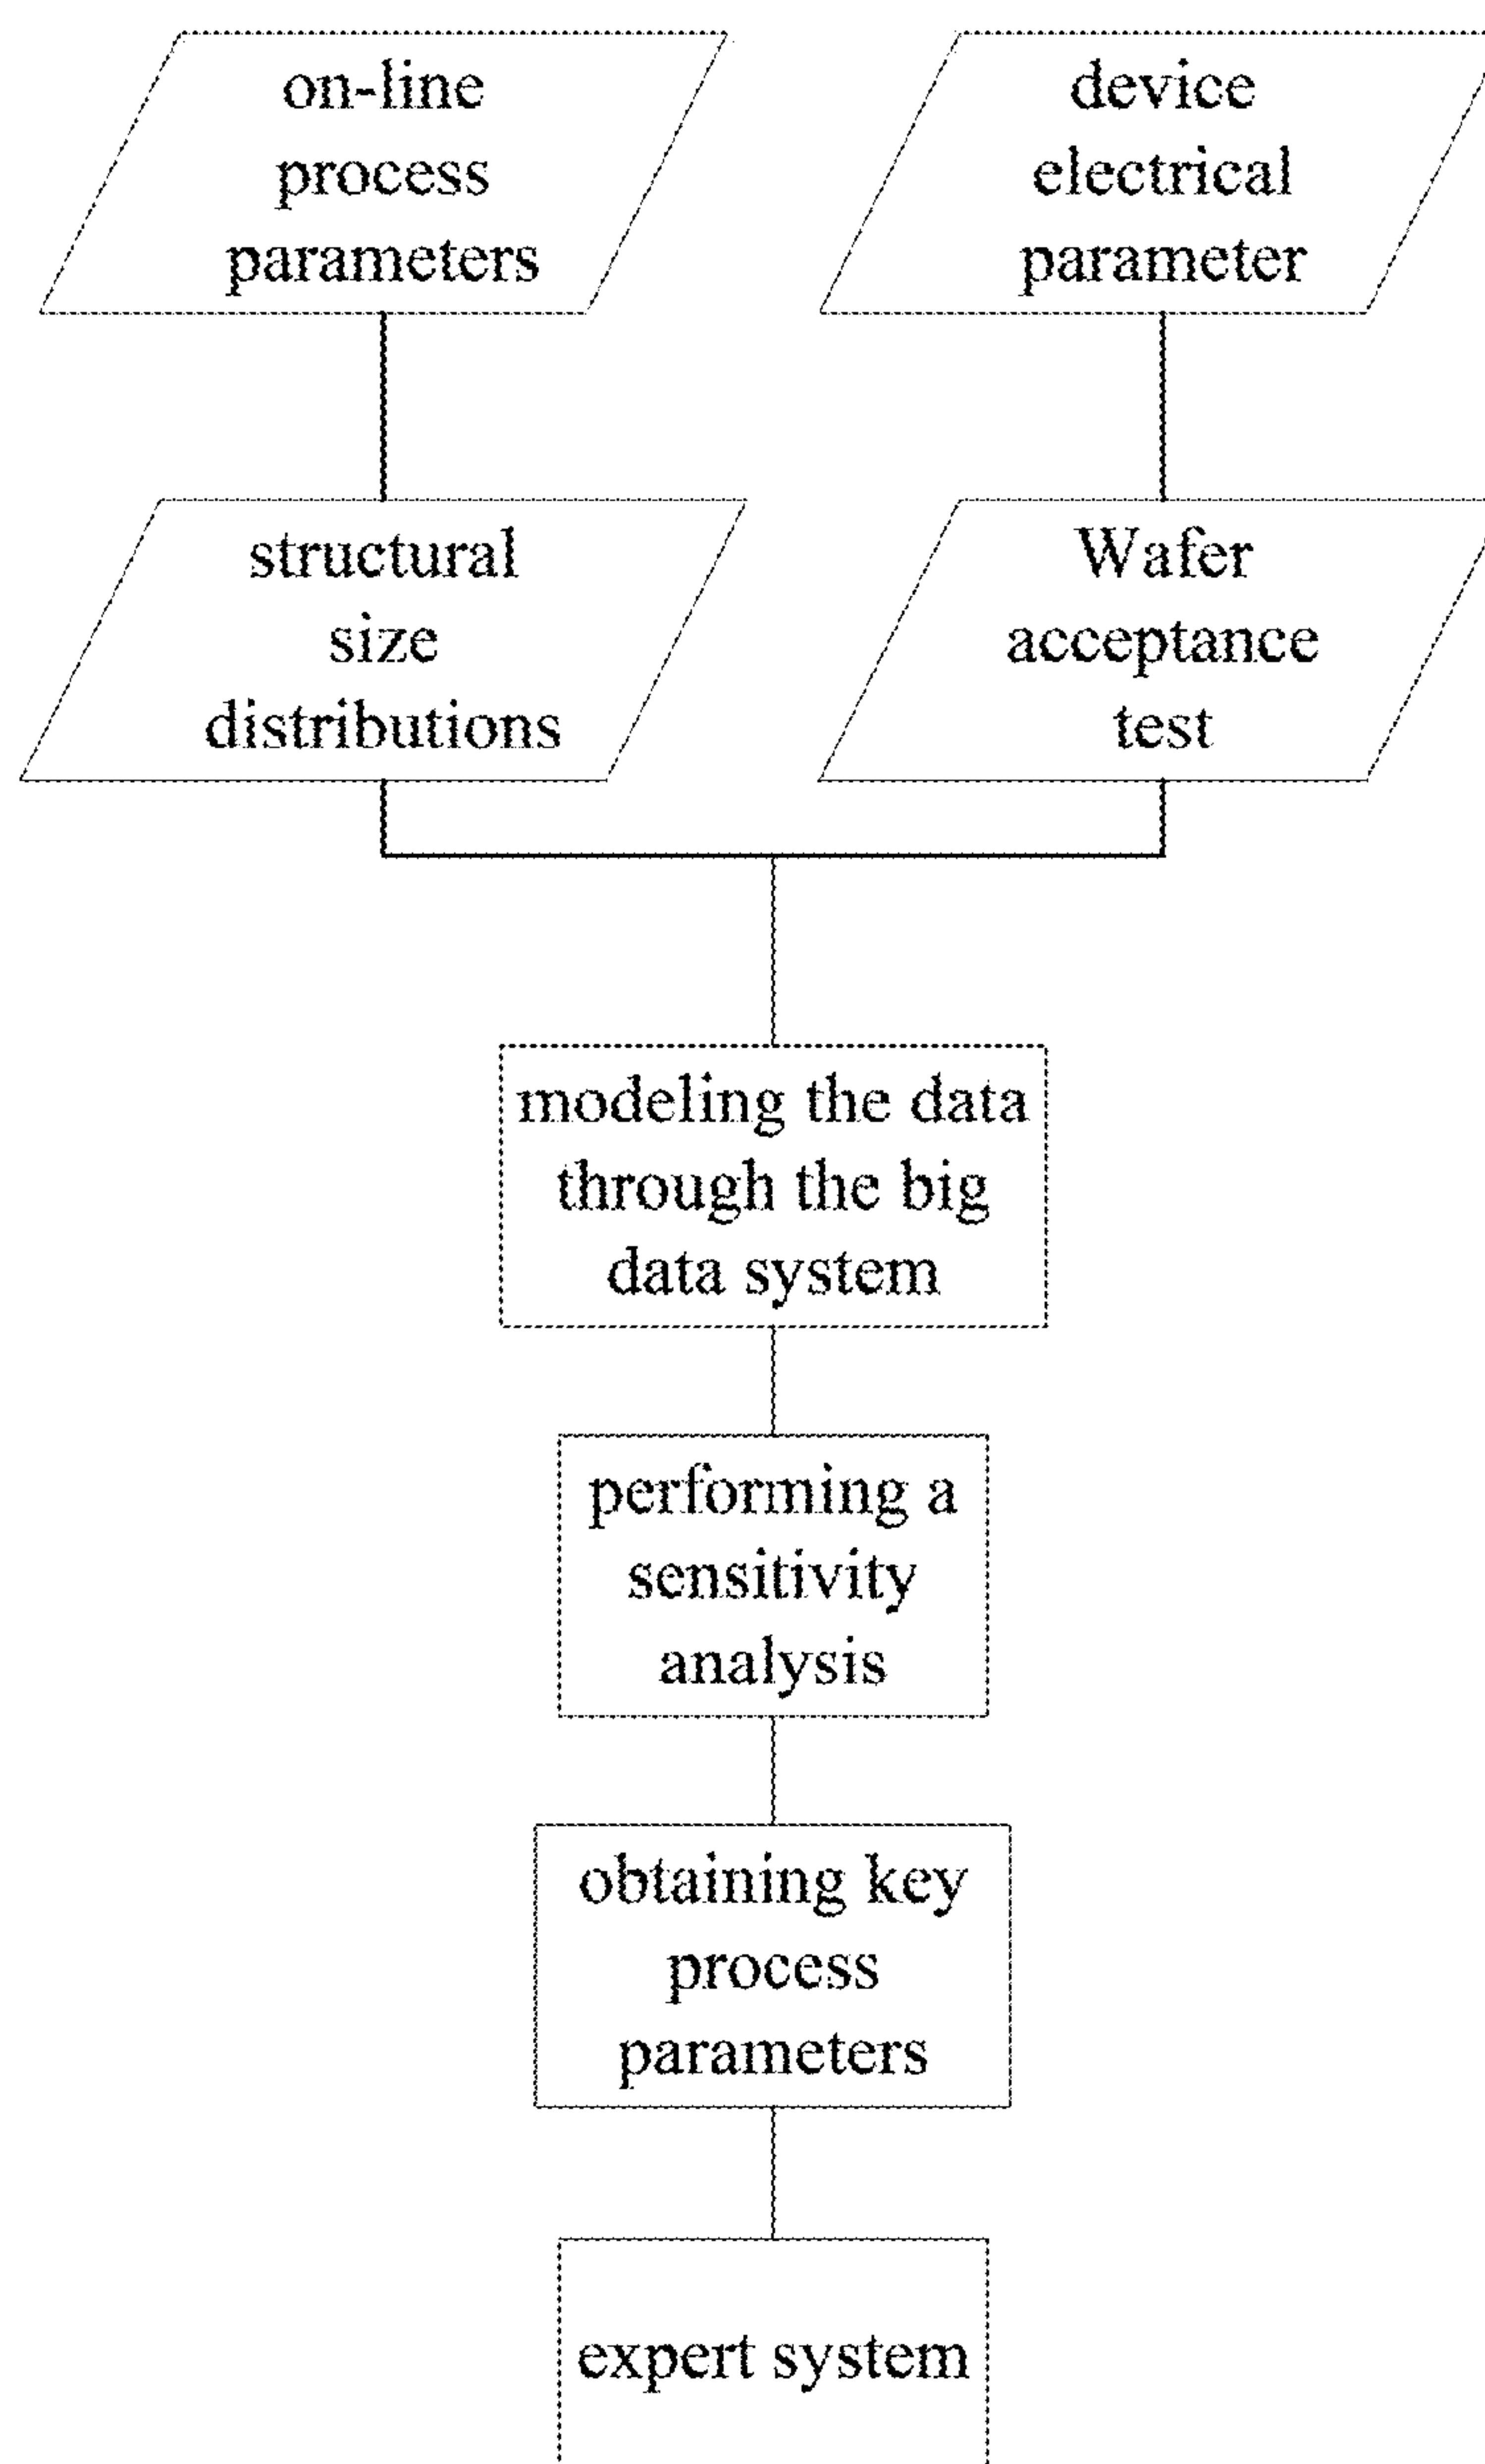 on-line
process
parameters
device
electrical
parameter
structural
size
distributions
Wafer
acceptance
test
modeling the data
through the big
data system
performing a
sensitivity
analysis
obtaining key
process
parameters
expert system